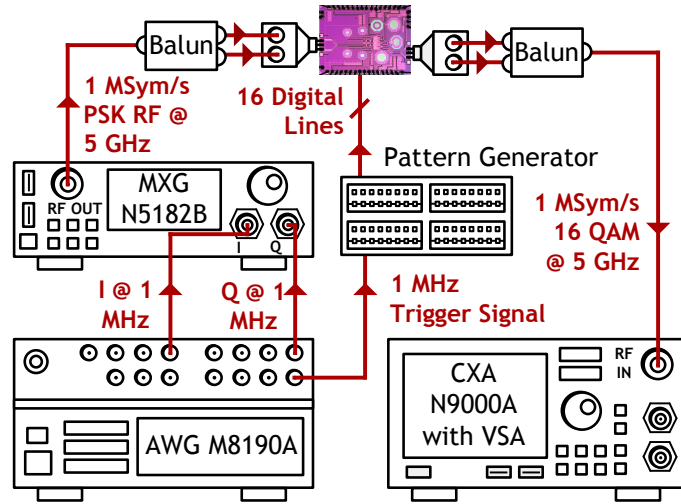 Balun
Balun
1 MSym/s
PSK RF @
5 GHz
16 Digital
Lines
Pattern Generator
MXG
N5182B
RF OUT
I
Q
1 MSym/s
16 QAM
@ 5 GHz
I @ 1
MHz
Q @ 1
MHz
1 MHz
Trigger Signal
AWG M8190A
CXA
N9000A
with VSA
RF
IN